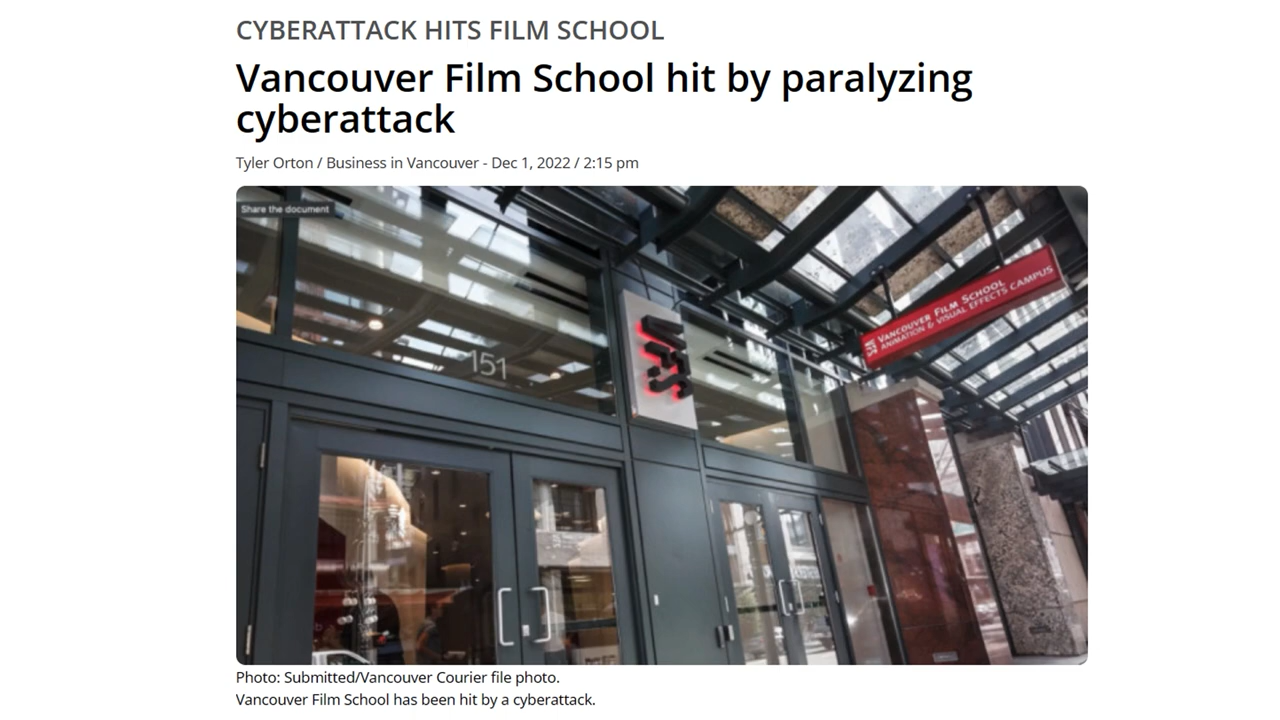 CYBERATTACK HITS FILM SCHOOL
Vancouver Film School hit by paralyzing
cyberattack
Tyler Orton / Business in Vancouver - Dec 1, 2022 / 2:15 pm
Share the document
151
VFS
VANCOUVER FILM SCHOOL
ANIMATION & VISUAL EFFECTS CAMPUS
Photo: Submitted/Vancouver Courier file photo.
Vancouver Film School has been hit by a cyberattack.